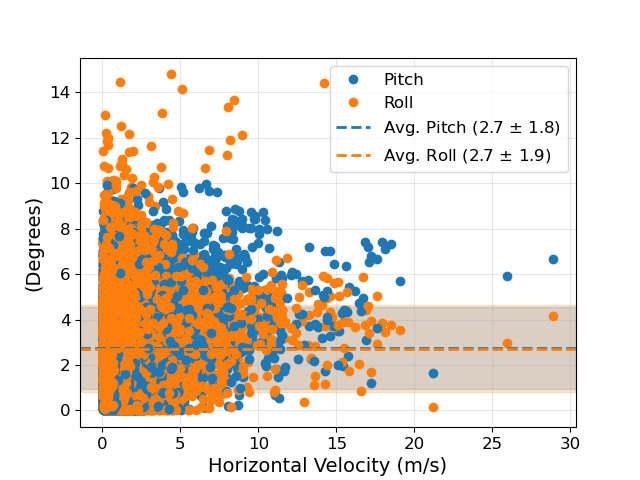 14
12
10
8
6
4
2
0
(Degrees)
Pitch
Roll
Avg. Pitch (2.7 ± 1.8)
Avg. Roll (2.7 ± 1.9)
0 5 10 15 20 25 30
Horizontal Velocity (m/s)